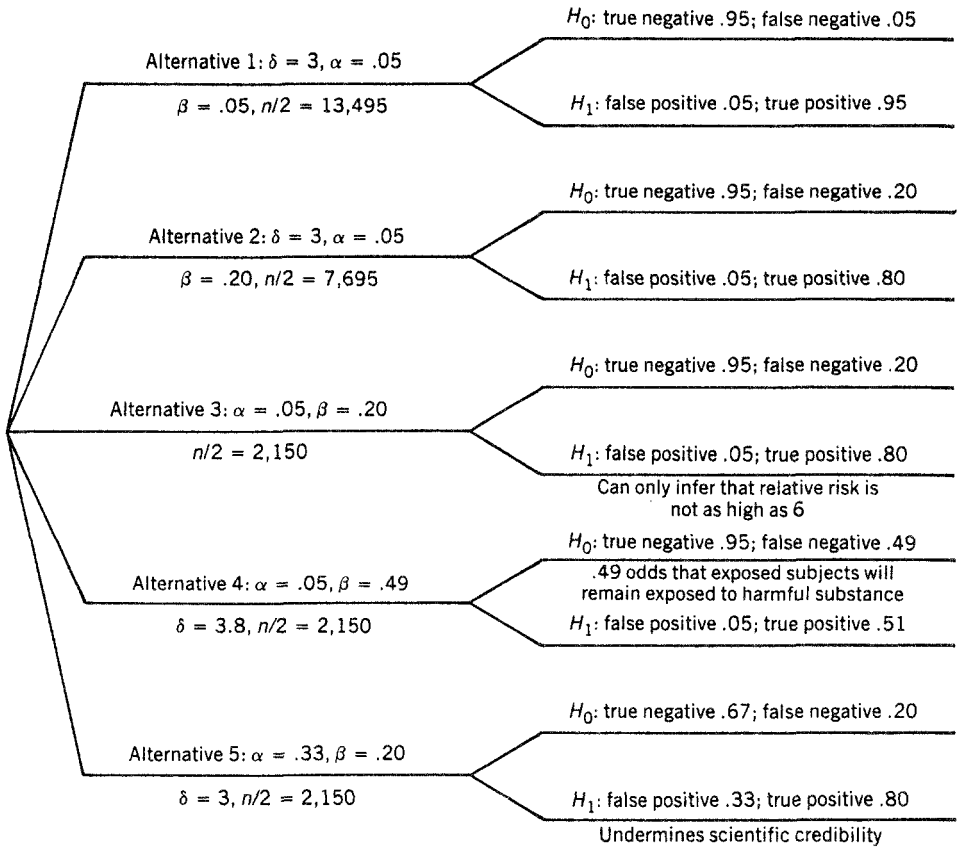 H₀: true negative .95; false negative .05
Alternative 1: δ = 3, α = .05
β = .05, n/2 = 13,495
H₁: false positive .05; true positive .95
H₀: true negative .95; false negative .20
Alternative 2: δ = 3, α = .05
β = .20, n/2 = 7,695
H₁: false positive .05; true positive .80
H₀: true negative .95; false negative .20
Alternative 3: α = .05, β = .20
n/2 = 2,150
H₁: false positive .05; true positive .80
Can only infer that relative risk is
not as high as 6
H₀: true negative .95; false negative .49
.49 odds that exposed subjects will
remain exposed to harmful substance
Alternative 4: α = .05, β = .49
δ = 3.8, n/2 = 2,150
H₁: false positive .05; true positive .51
H₀: true negative .67; false negative .20
Alternative 5: α = .33, β = .20
δ = 3, n/2 = 2,150
H₁: false positive .33; true positive .80
Undermines scientific credibility